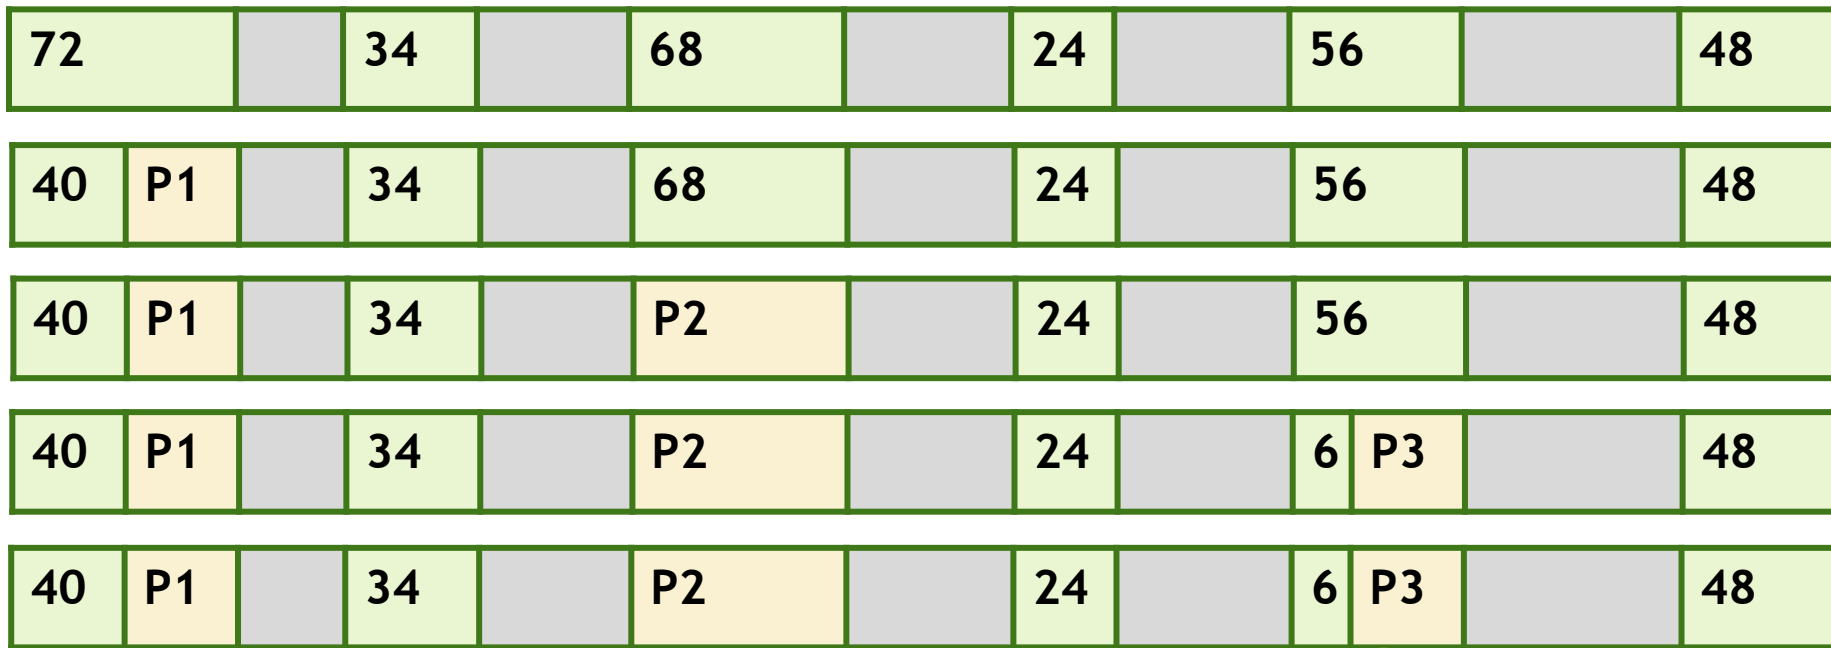 72 34 68 24 56 48
40 P1 34 68 24 56 48
40 P1 34 P2 24 56 48
40 P1 34 P2 24 6 P3 48
40 P1 34 P2 24 6 P3 48